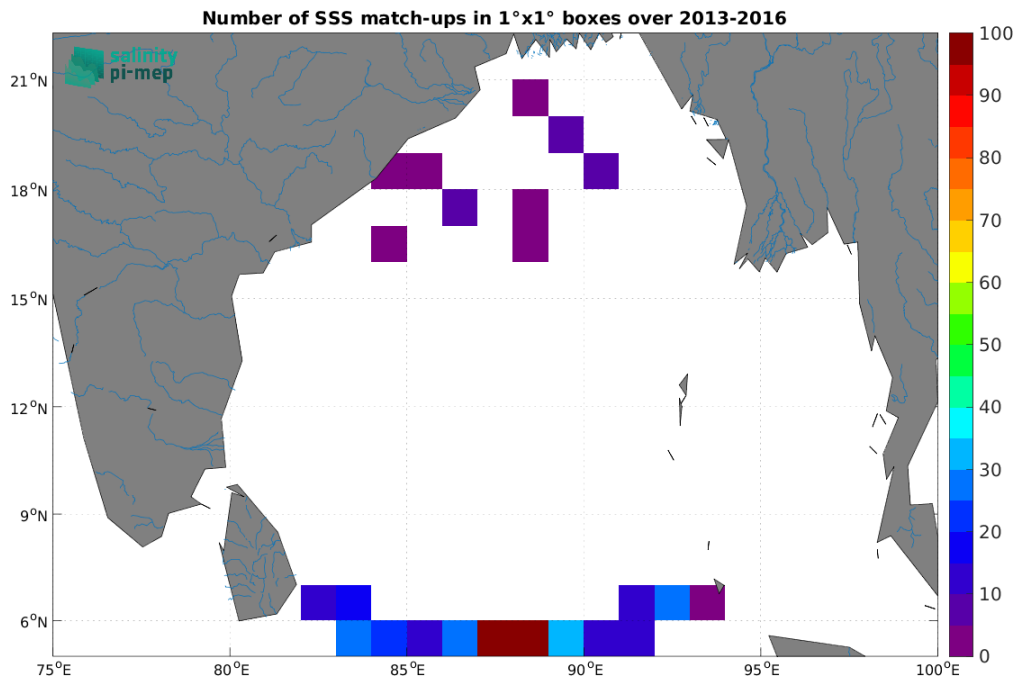 Number of SSS match-ups in 1°x1° boxes over 2013-2016
salinity
pi-mep
21°N
18°N
15°N
12°N
9°N
6°N
75°E 80°E 85°E 90°E 95°E 100°E
100
90
80
70
60
50
40
30
20
10
0